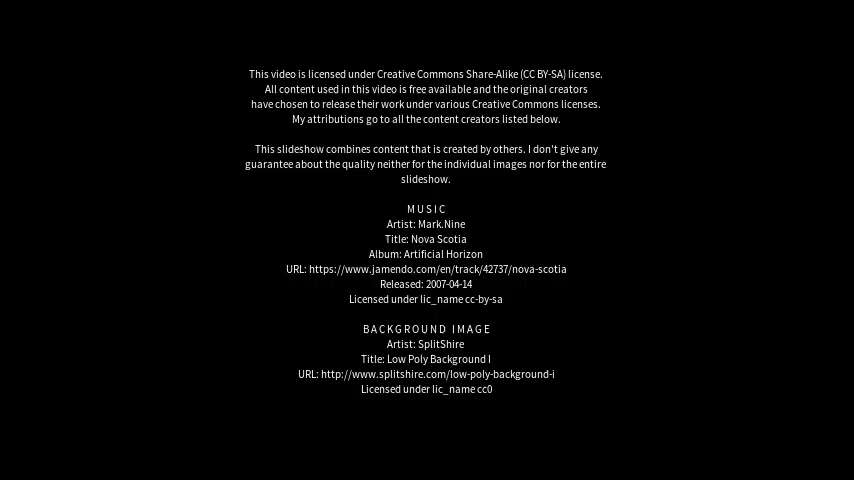 This video is licensed under Creative Commons Share-Alike (CC BY-SA) license.
All content used in this video is free available and the original creators
have chosen to release their work under various Creative Commons licenses.
My attributions go to all the content creators listed below.
This slideshow combines content that is created by others. I don't give any
guarantee about the quality neither for the individual images nor for the entire
slideshow.
MUSIC
Artist: Mark.Nine
Title: Nova Scotia
Album: Artificial Horizon
URL: https://www.jamendo.com/en/track/42737/nova-scotia
Released: 2007-04-14
Licensed under lic_name cc-by-sa
BACKGROUND IMAGE
Artist: SplitShire
Title: Low Poly Background I
URL: http://www.splitshire.com/low-poly-background-i
Licensed under lic_name cc0